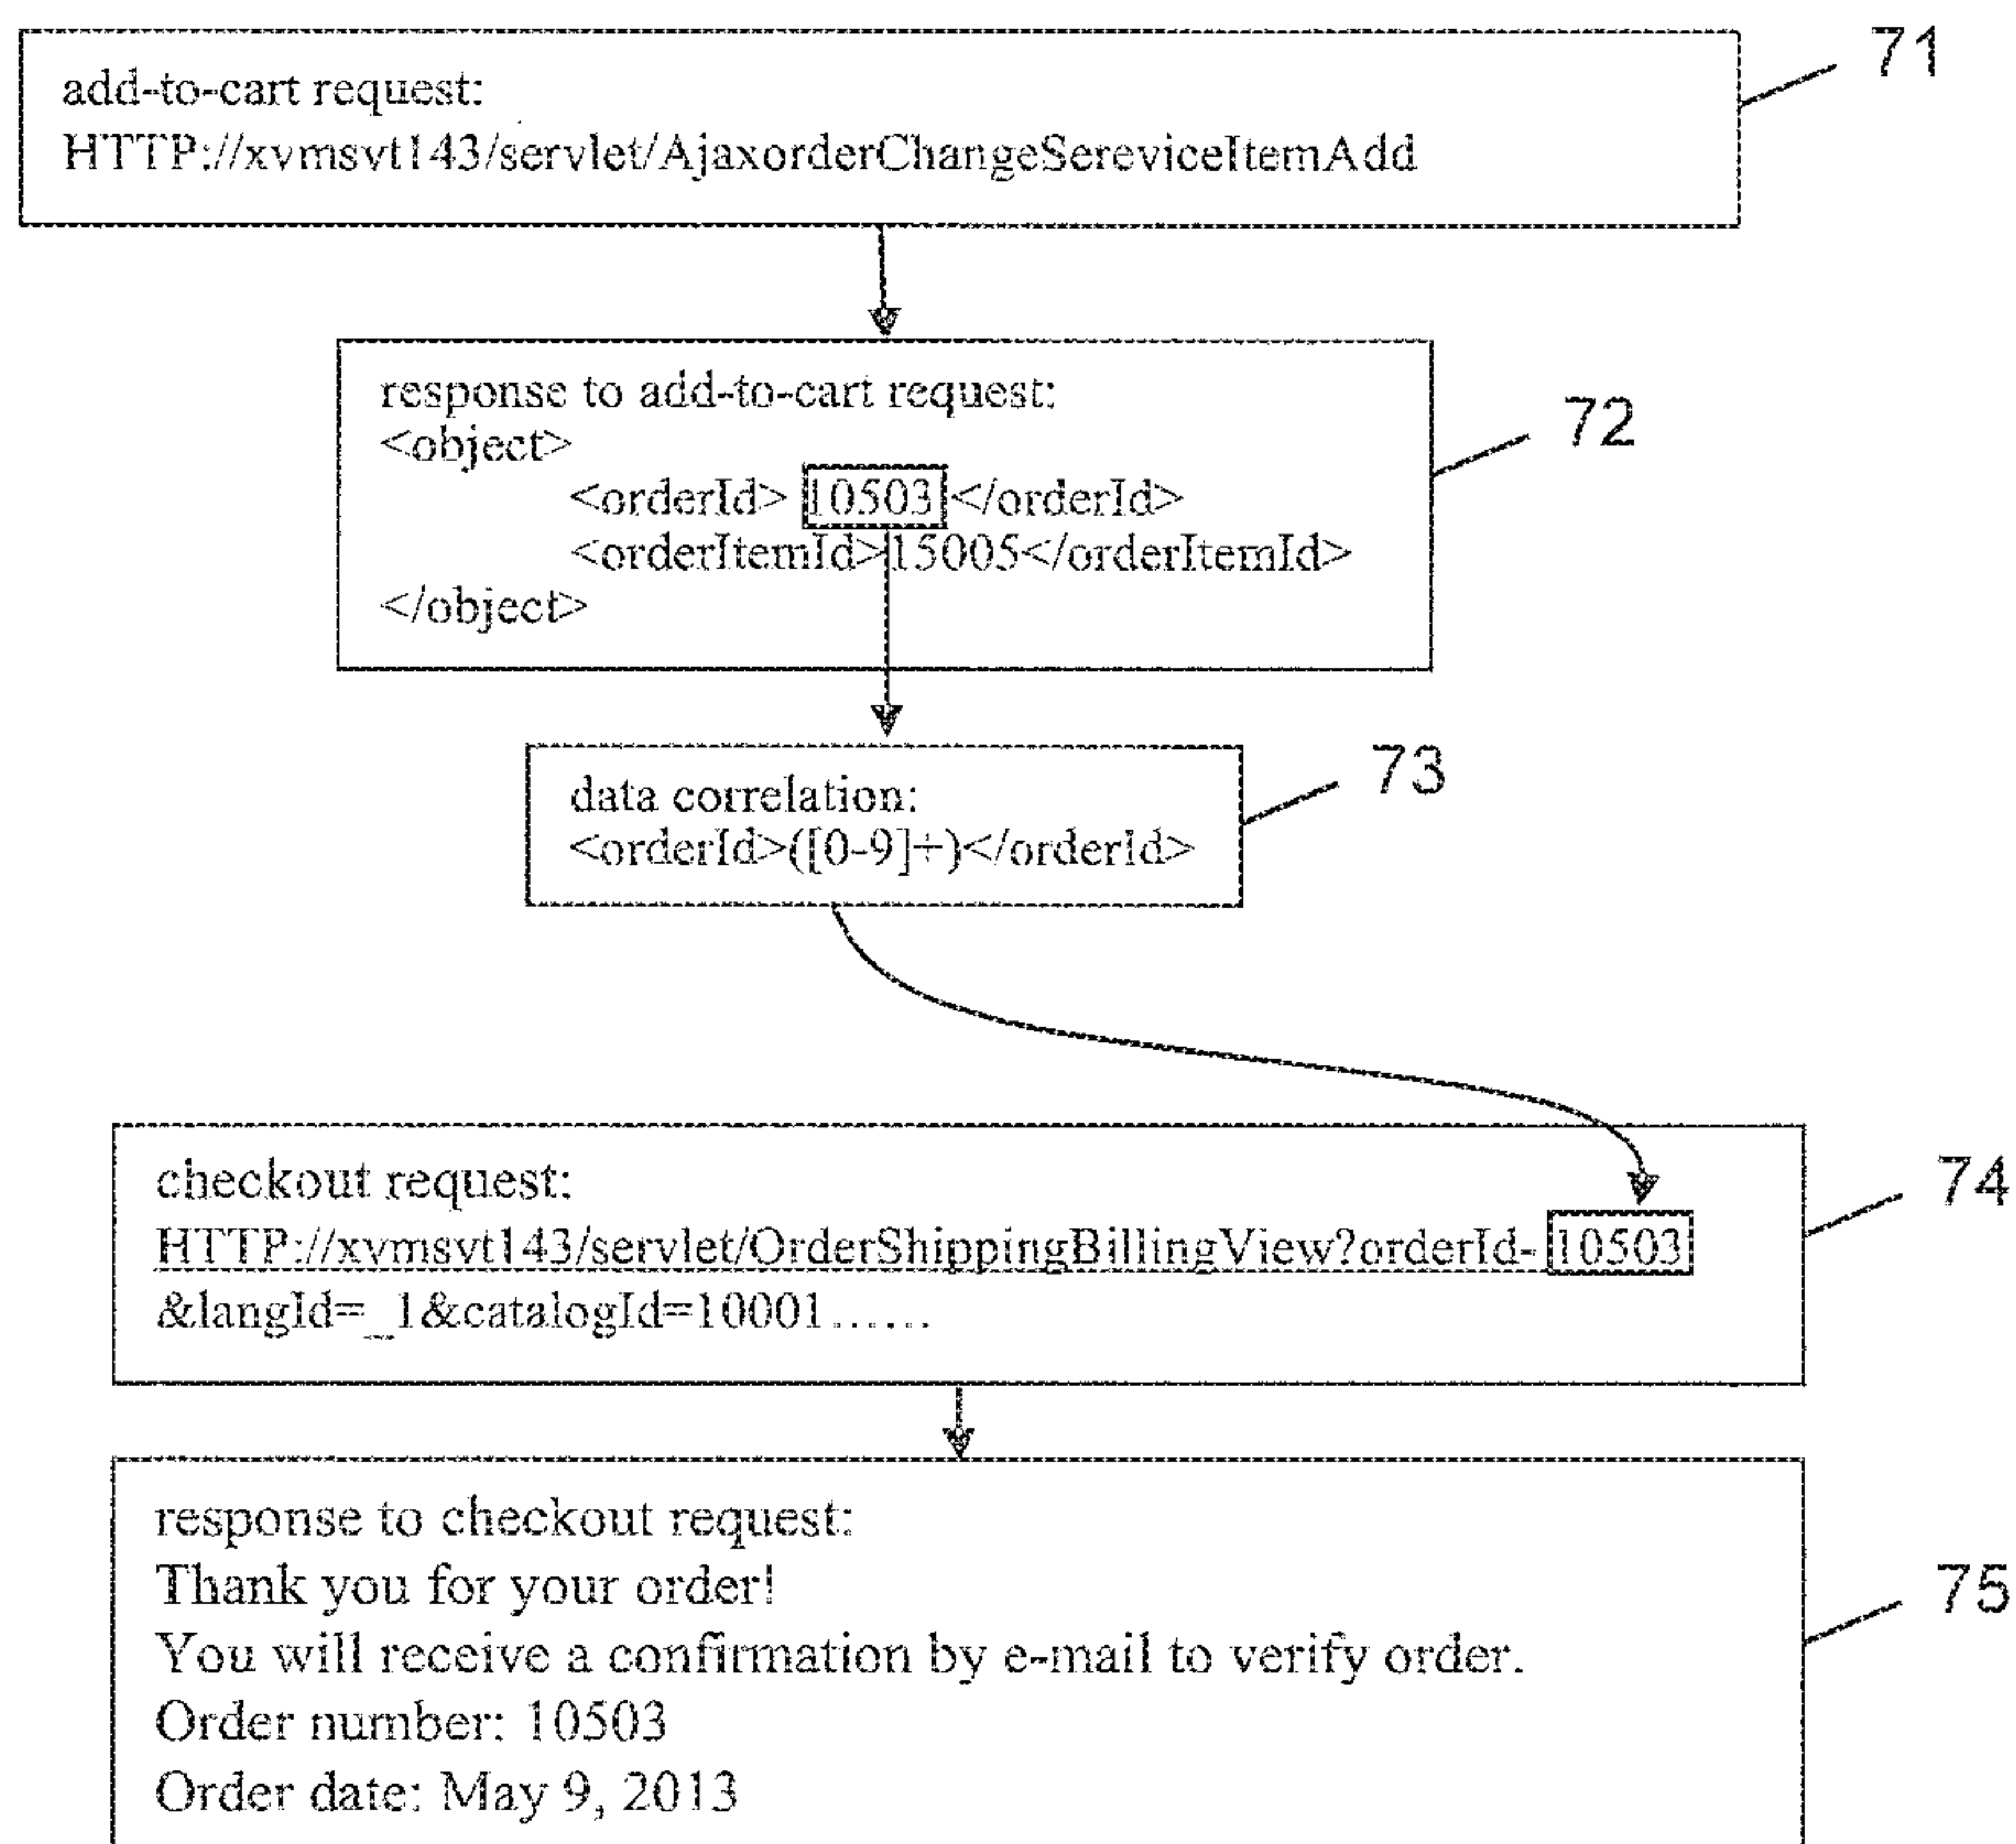 71
add-to-cart request:
HTTP://xvmsvt143/servlet/AjaxorderChangeSereviceItemAdd
72
response to add-to-cart request:
<object>
<orderId> 10503 </orderId>
<orderItemId>15005</orderItemId>
</object>
73
data correlation:
<orderId>([0-9]+)</orderId>
74
checkout request:
HTTP://xvmsvt143/servlet/OrderShippingBillingView?orderId- 10503
&langId=_1&catalogId=10001......
75
response to checkout request:
Thank you for your order!
You will receive a confirmation by e-mail to verify order.
Order number: 10503
Order date: May 9, 2013